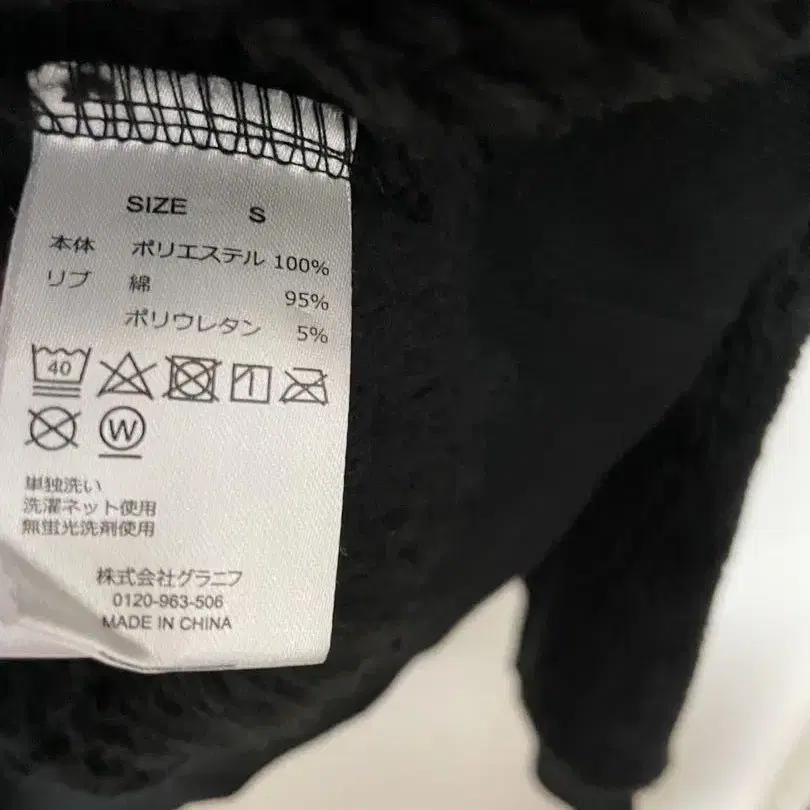 SIZE S
本体 ポリエステル 100%
リブ 綿 95%
ポリウレタン 5%
40
W
単独洗い
洗濯ネット使用
無蛍光洗剤使用
株式会社グラニフ
0120-963-506
MADE IN CHINA